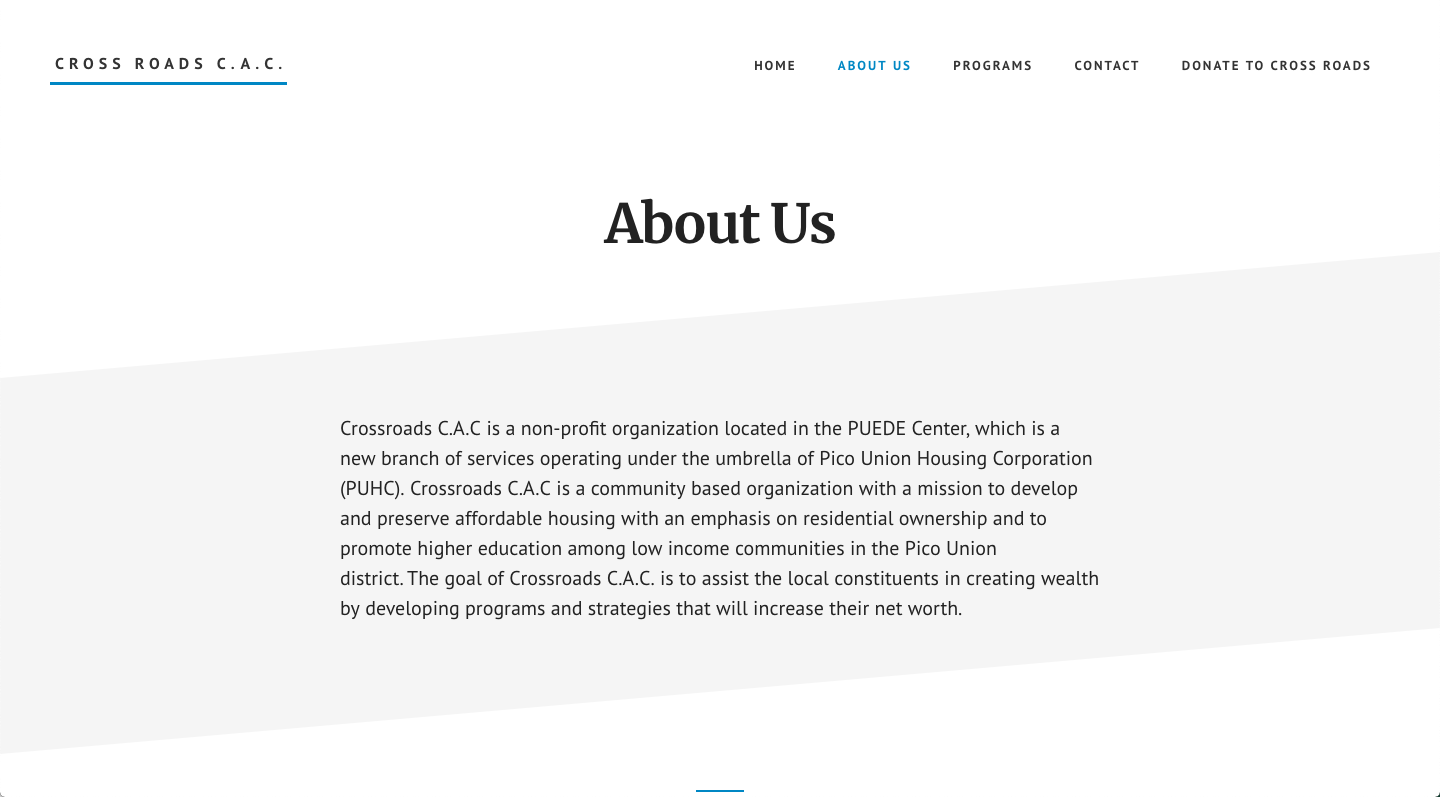 CROSS ROADS C.A.C.
HOME ABOUT US PROGRAMS CONTACT DONATE TO CROSS ROADS
About Us
Crossroads C.A.C is a non-profit organization located in the PUEDE Center, which is a
new branch of services operating under the umbrella of Pico Union Housing Corporation
(PUHC). Crossroads C.A.C is a community based organization with a mission to develop
and preserve affordable housing with an emphasis on residential ownership and to
promote higher education among low income communities in the Pico Union
district. The goal of Crossroads C.A.C. is to assist the local constituents in creating wealth
by developing programs and strategies that will increase their net worth.